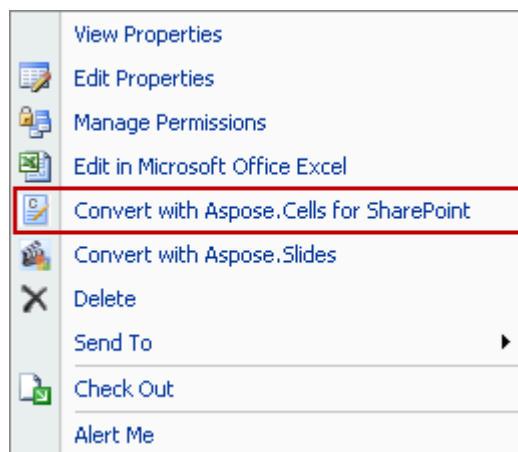 View Properties
Edit Properties
Manage Permissions
Edit in Microsoft Office Excel
Convert with Aspose.Cells for SharePoint
Convert with Aspose.Slides
Delete
Send To
Check Out
Alert Me